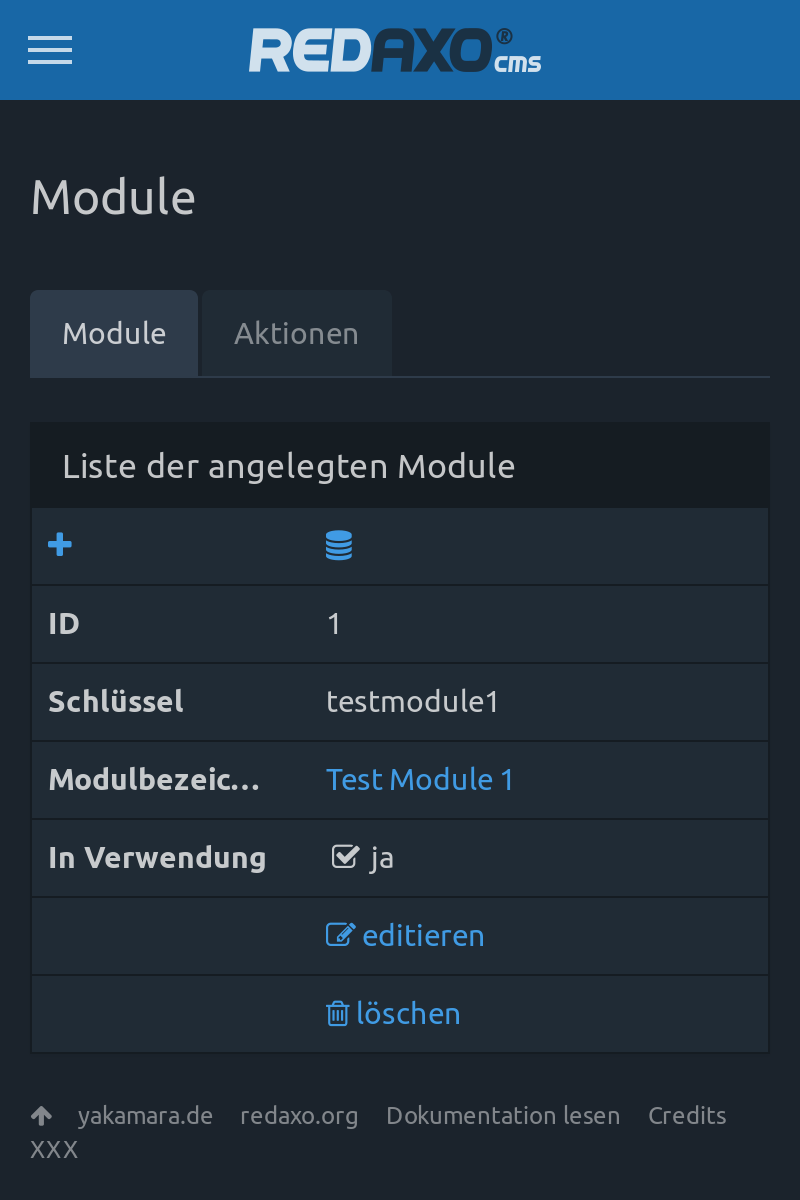 REDAXO® cms
Module
Module Aktionen
Liste der angelegten Module
ID 1
Schlüssel testmodule1
Modulbezeic... Test Module 1
In Verwendung ja
editieren
löschen
yakamara.de redaxo.org Dokumentation lesen Credits
XXX